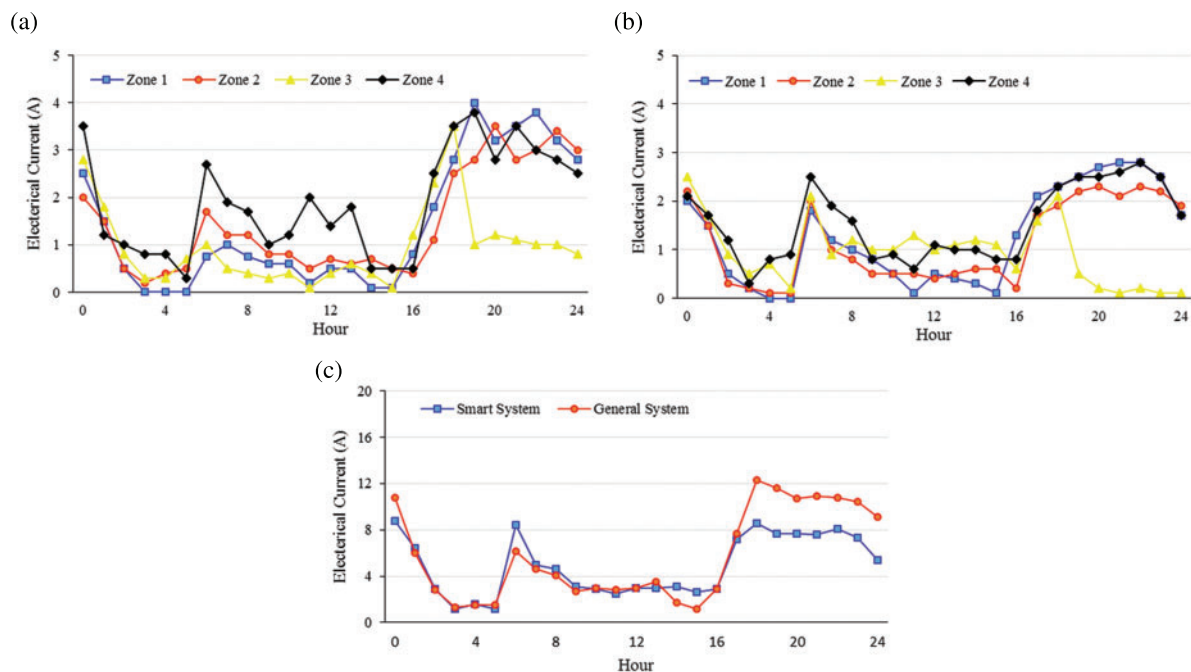 (a)
5
4
3
2
1
0
Electerical Current (A)
Zone 1 Zone 2 Zone 3 Zone 4
0 4 8 12 16 20 24
Hour
(b)
5
4
3
2
1
0
Electerical Current (A)
Zone 1 Zone 2 Zone 3 Zone 4
0 4 8 12 16 20 24
Hour
(c)
20
16
12
8
4
0
Electerical Current (A)
Smart System General System
0 4 8 12 16 20 24
Hour